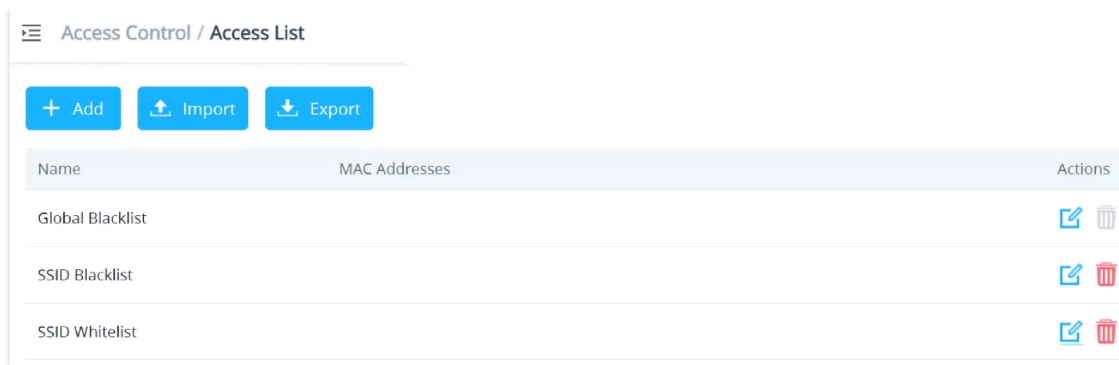 Access Control / Access List
Add Import Export
Name MAC Addresses Actions
Global Blacklist
SSID Blacklist
SSID Whitelist